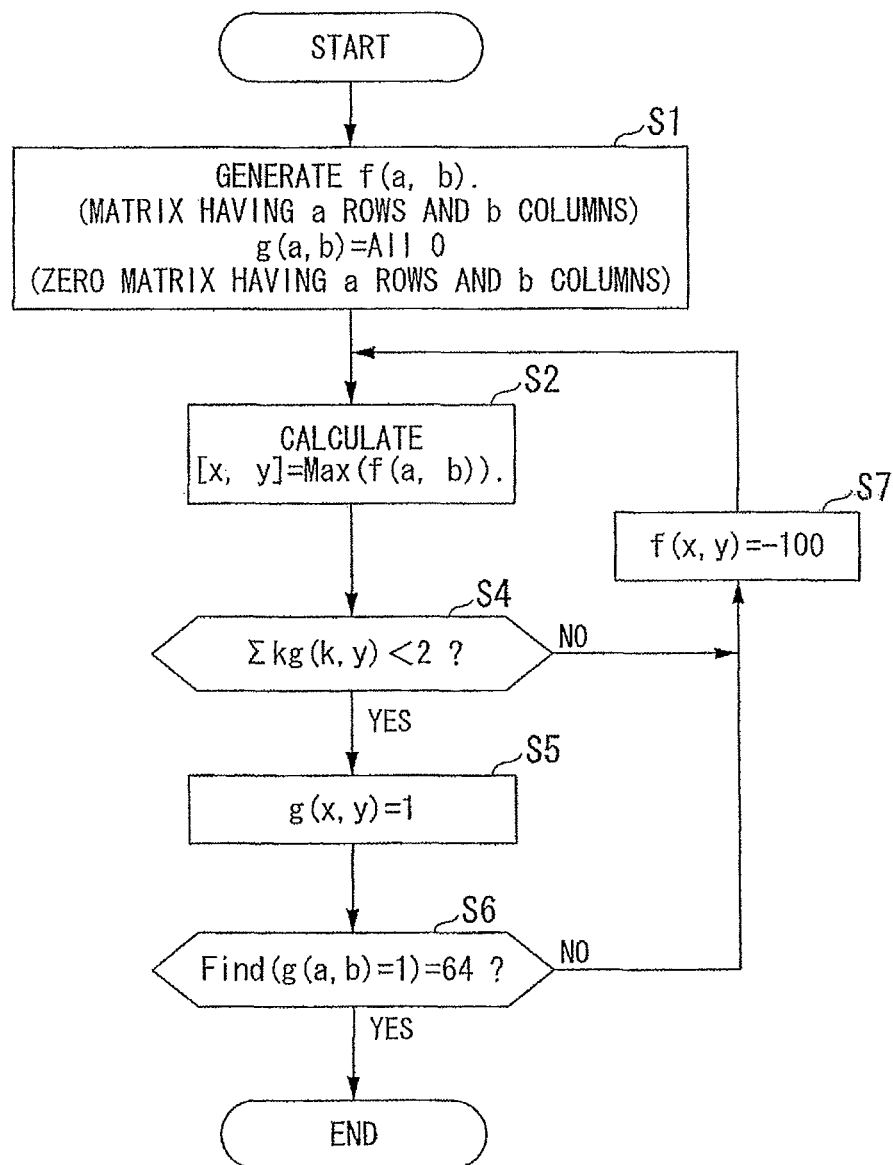 START
S1
GENERATE f(a, b).
(MATRIX HAVING a ROWS AND b COLUMNS)
g(a,b)=All 0
(ZERO MATRIX HAVING a ROWS AND b COLUMNS)
S2
CALCULATE
[x, y]=Max(f(a, b)).
S7
f(x, y)=-100
S4
Σkg(k, y)<2 ?
NO
YES
S5
g(x, y)=1
S6
Find(g(a, b)=1)=64 ?
NO
YES
END